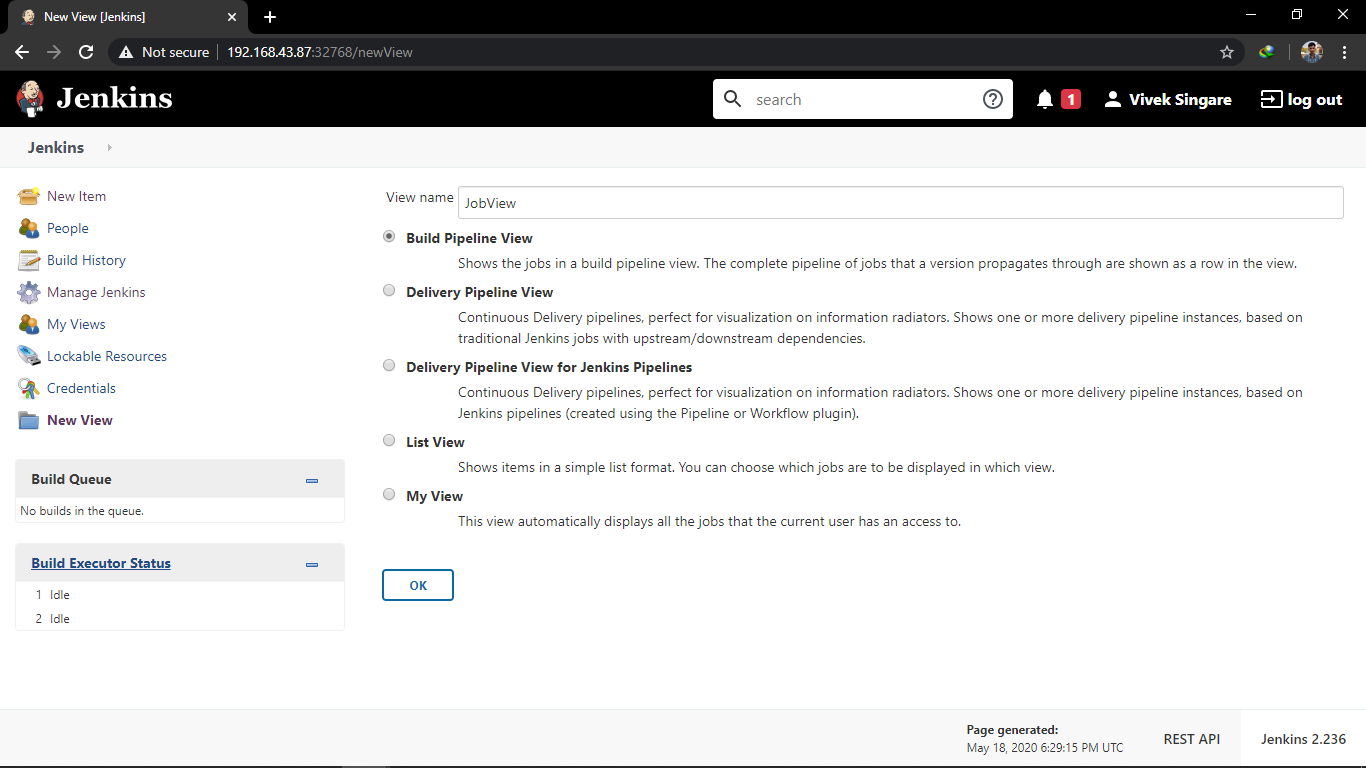 New View [Jenkins]
Not secure 192.168.43.87:32768/newView
Jenkins
search
1
Vivek Singare
log out
Jenkins
New Item
People
Build History
Manage Jenkins
My Views
Lockable Resources
Credentials
New View
Build Queue
No builds in the queue.
Build Executor Status
1 Idle
2 Idle
View name JobView
Build Pipeline View
Shows the jobs in a build pipeline view. The complete pipeline of jobs that a version propagates through are shown as a row in the view.
Delivery Pipeline View
Continuous Delivery pipelines, perfect for visualization on information radiators. Shows one or more delivery pipeline instances, based on
traditional Jenkins jobs with upstream/downstream dependencies.
Delivery Pipeline View for Jenkins Pipelines
Continuous Delivery pipelines, perfect for visualization on information radiators. Shows one or more delivery pipeline instances, based on
Jenkins pipelines (created using the Pipeline or Workflow plugin).
List View
Shows items in a simple list format. You can choose which jobs are to be displayed in which view.
My View
This view automatically displays all the jobs that the current user has an access to.
OK
Page generated:
May 18, 2020 6:29:15 PM UTC
REST API
Jenkins 2.236